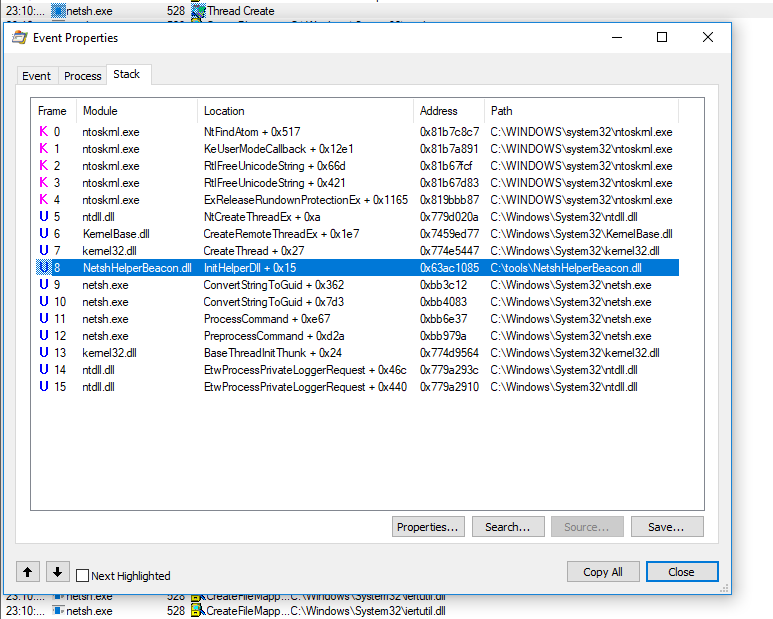 23:10:... netsh.exe 528 Thread Create
Event Properties
Event Process Stack
Frame Module Location Address Path
K 0 ntoskrnl.exe NtFindAtom + 0x517 0x81b7c8c7 C:\WINDOWS\system32\ntoskrnl.exe
K 1 ntoskrnl.exe KeUserModeCallback + 0x12e1 0x81b7a891 C:\WINDOWS\system32\ntoskrnl.exe
K 2 ntoskrnl.exe RtlFreeUnicodeString + 0x66d 0x81b67fcf C:\WINDOWS\system32\ntoskrnl.exe
K 3 ntoskrnl.exe RtlFreeUnicodeString + 0x421 0x81b67d83 C:\WINDOWS\system32\ntoskrnl.exe
K 4 ntoskrnl.exe ExReleaseRundownProtectionEx + 0x1165 0x819bbb87 C:\WINDOWS\system32\ntoskrnl.exe
U 5 ntdll.dll NtCreateThreadEx + 0xa 0x779d020a C:\Windows\System32\ntdll.dll
U 6 KernelBase.dll CreateRemoteThreadEx + 0x1e7 0x7459ed77 C:\Windows\System32\KernelBase.dll
U 7 kernel32.dll CreateThread + 0x27 0x774e5447 C:\Windows\System32\kernel32.dll
U 8 NetshHelperBeacon.dll InitHelperDll + 0x15 0x63ac1085 C:\tools\NetshHelperBeacon.dll
U 9 netsh.exe ConvertStringToGuid + 0x362 0xbb3c12 C:\Windows\System32\netsh.exe
U 10 netsh.exe ConvertStringToGuid + 0x7d3 0xbb4083 C:\Windows\System32\netsh.exe
U 11 netsh.exe ProcessCommand + 0xe67 0xbb6e37 C:\Windows\System32\netsh.exe
U 12 netsh.exe PreprocessCommand + 0xd2a 0xbb979a C:\Windows\System32\netsh.exe
U 13 kernel32.dll BaseThreadInitThunk + 0x24 0x774d9564 C:\Windows\System32\kernel32.dll
U 14 ntdll.dll EtwProcessPrivateLoggerRequest + 0x46c 0x779a293c C:\Windows\System32\ntdll.dll
U 15 ntdll.dll EtwProcessPrivateLoggerRequest + 0x440 0x779a2910 C:\Windows\System32\ntdll.dll
Properties... Search... Source... Save...
Next Highlighted Copy All Close
23:10:... netsh.exe 528 CreateFileMapp... C:\Windows\System32\iertutil.dll
23:10:... netsh.exe 528 CreateFileMapp... C:\Windows\System32\iertutil.dll